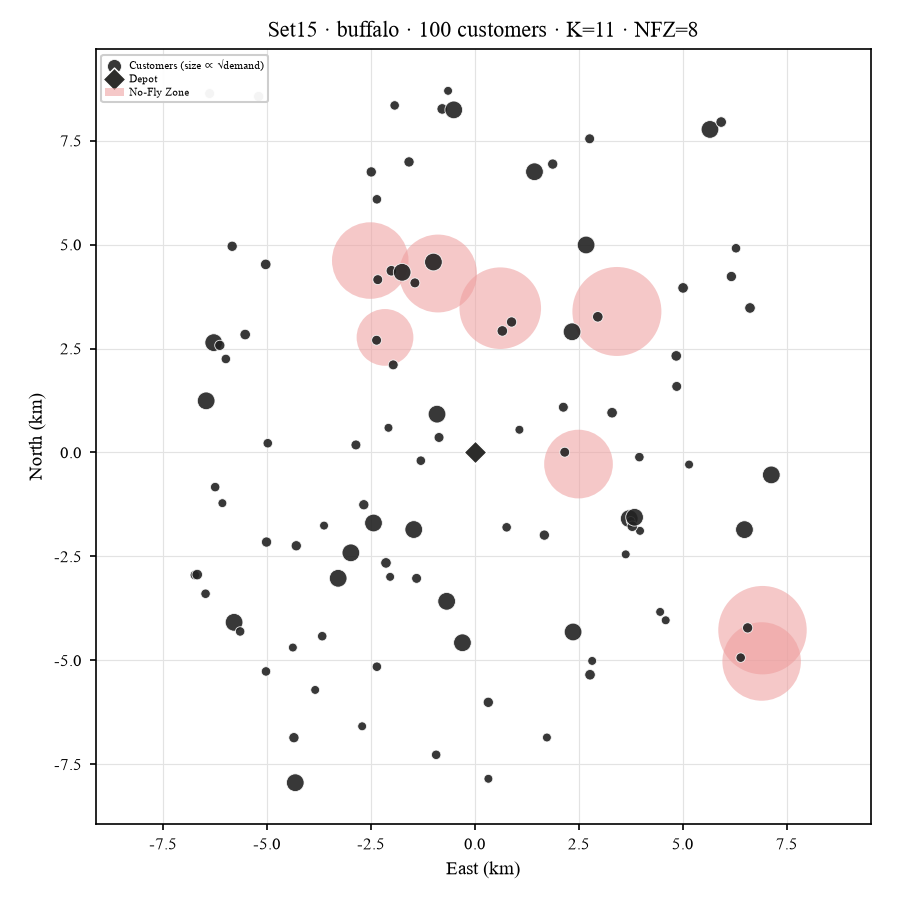 Set15 · buffalo · 100 customers · K=11 · NFZ=8
Customers (size ∝ √demand)
Depot
No-Fly Zone
7.5
5.0
2.5
0.0
-2.5
-5.0
-7.5
North (km)
-7.5 -5.0 -2.5 0.0 2.5 5.0 7.5
East (km)